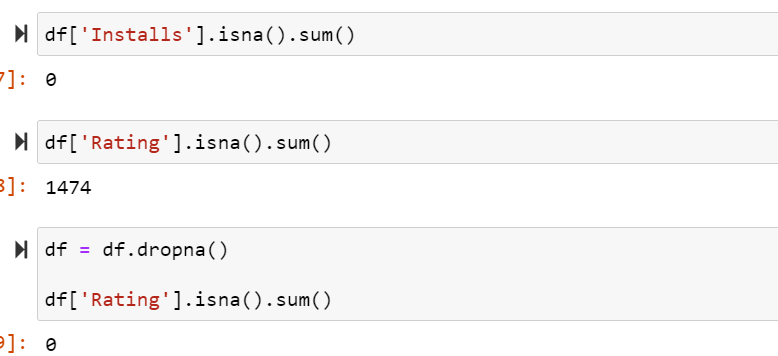 df['Installs'].isna().sum()
7]: 0
df['Rating'].isna().sum()
8]: 1474
df = df.dropna()
df['Rating'].isna().sum()
9]: 0